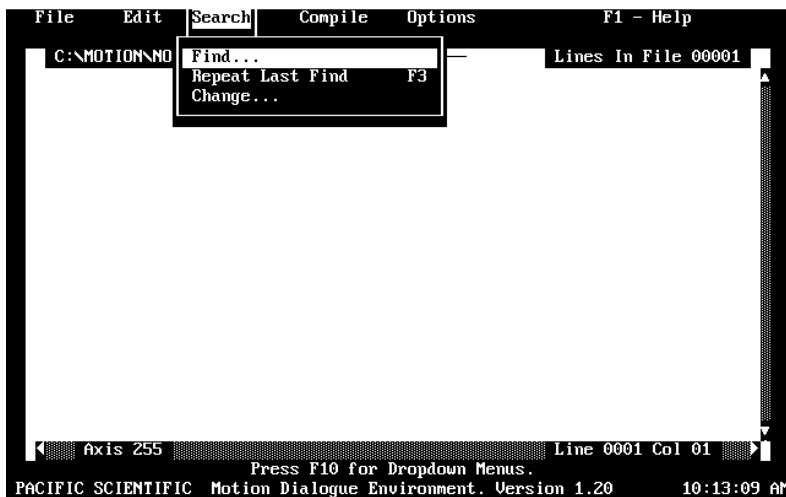 File Edit Search Compile Options F1 - Help
C:\MOTION\NO Lines In File 00001
Find...
Repeat Last Find F3
Change...
Axis 255 Line 0001 Col 01
Press F10 for Dropdown Menus.
PACIFIC SCIENTIFIC Motion Dialogue Environment. Version 1.20 10:13:09 AM